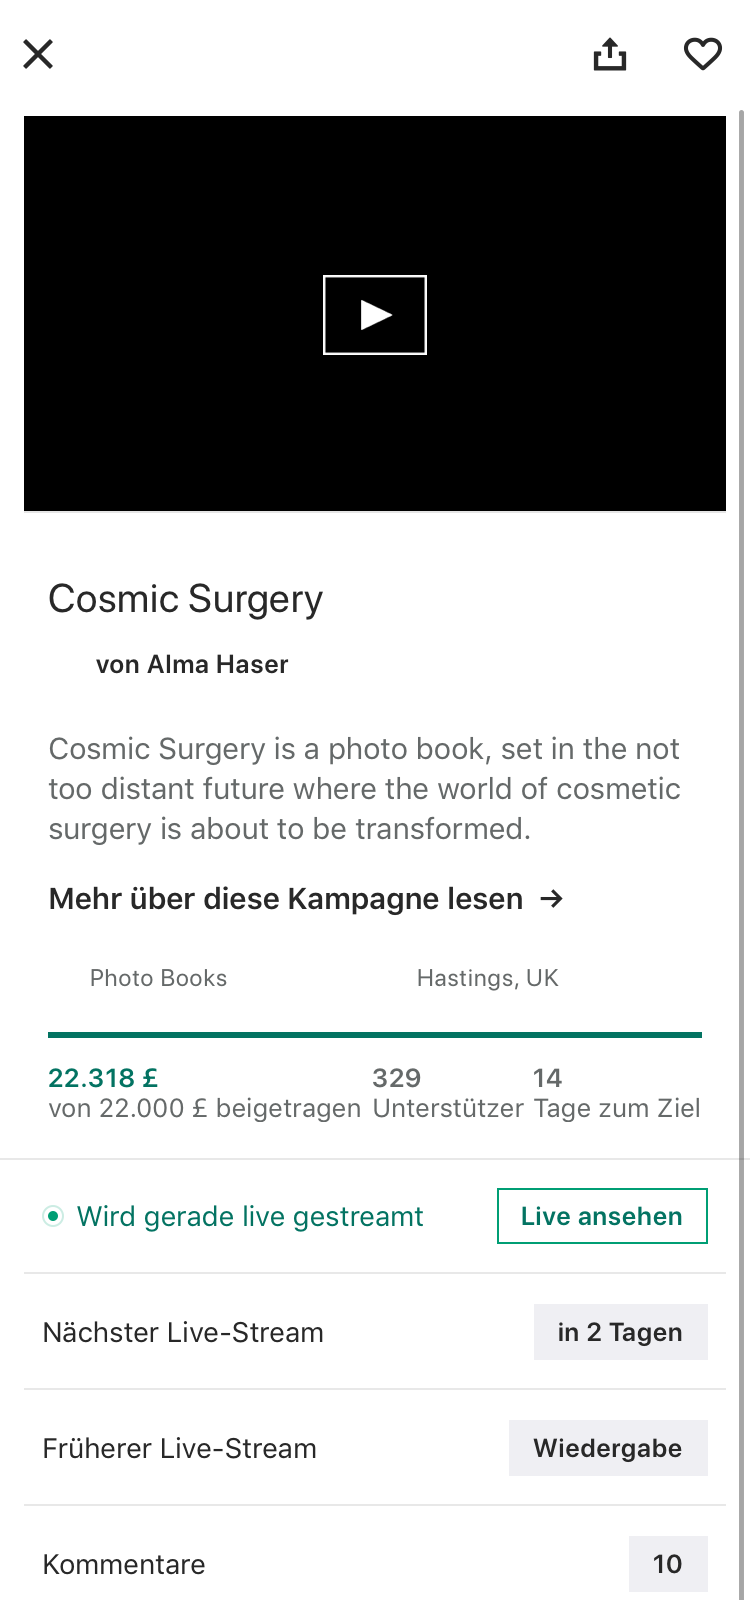 Cosmic Surgery
von Alma Haser
Cosmic Surgery is a photo book, set in the not
too distant future where the world of cosmetic
surgery is about to be transformed.
Mehr über diese Kampagne lesen →
Photo Books Hastings, UK
22.318 £ 329 14
von 22.000 £ beigetragen Unterstützer Tage zum Ziel
Wird gerade live gestreamt Live ansehen
Nächster Live-Stream in 2 Tagen
Früherer Live-Stream Wiedergabe
Kommentare 10